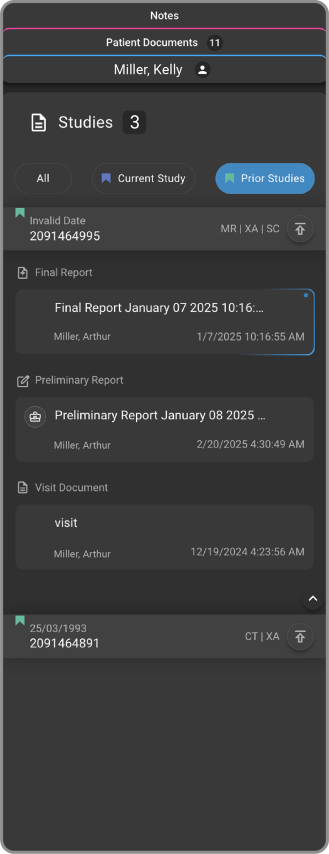 Notes
Patient Documents 11
Miller, Kelly
Studies 3
All
Current Study
Prior Studies
Invalid Date
2091464995
MR | XA | SC
Final Report
Final Report January 07 2025 10:16:...
Miller, Arthur
1/7/2025 10:16:55 AM
Preliminary Report
Preliminary Report January 08 2025 ...
Miller, Arthur
2/20/2025 4:30:49 AM
Visit Document
visit
Miller, Arthur
12/19/2024 4:23:56 AM
25/03/1993
2091464891
CT | XA